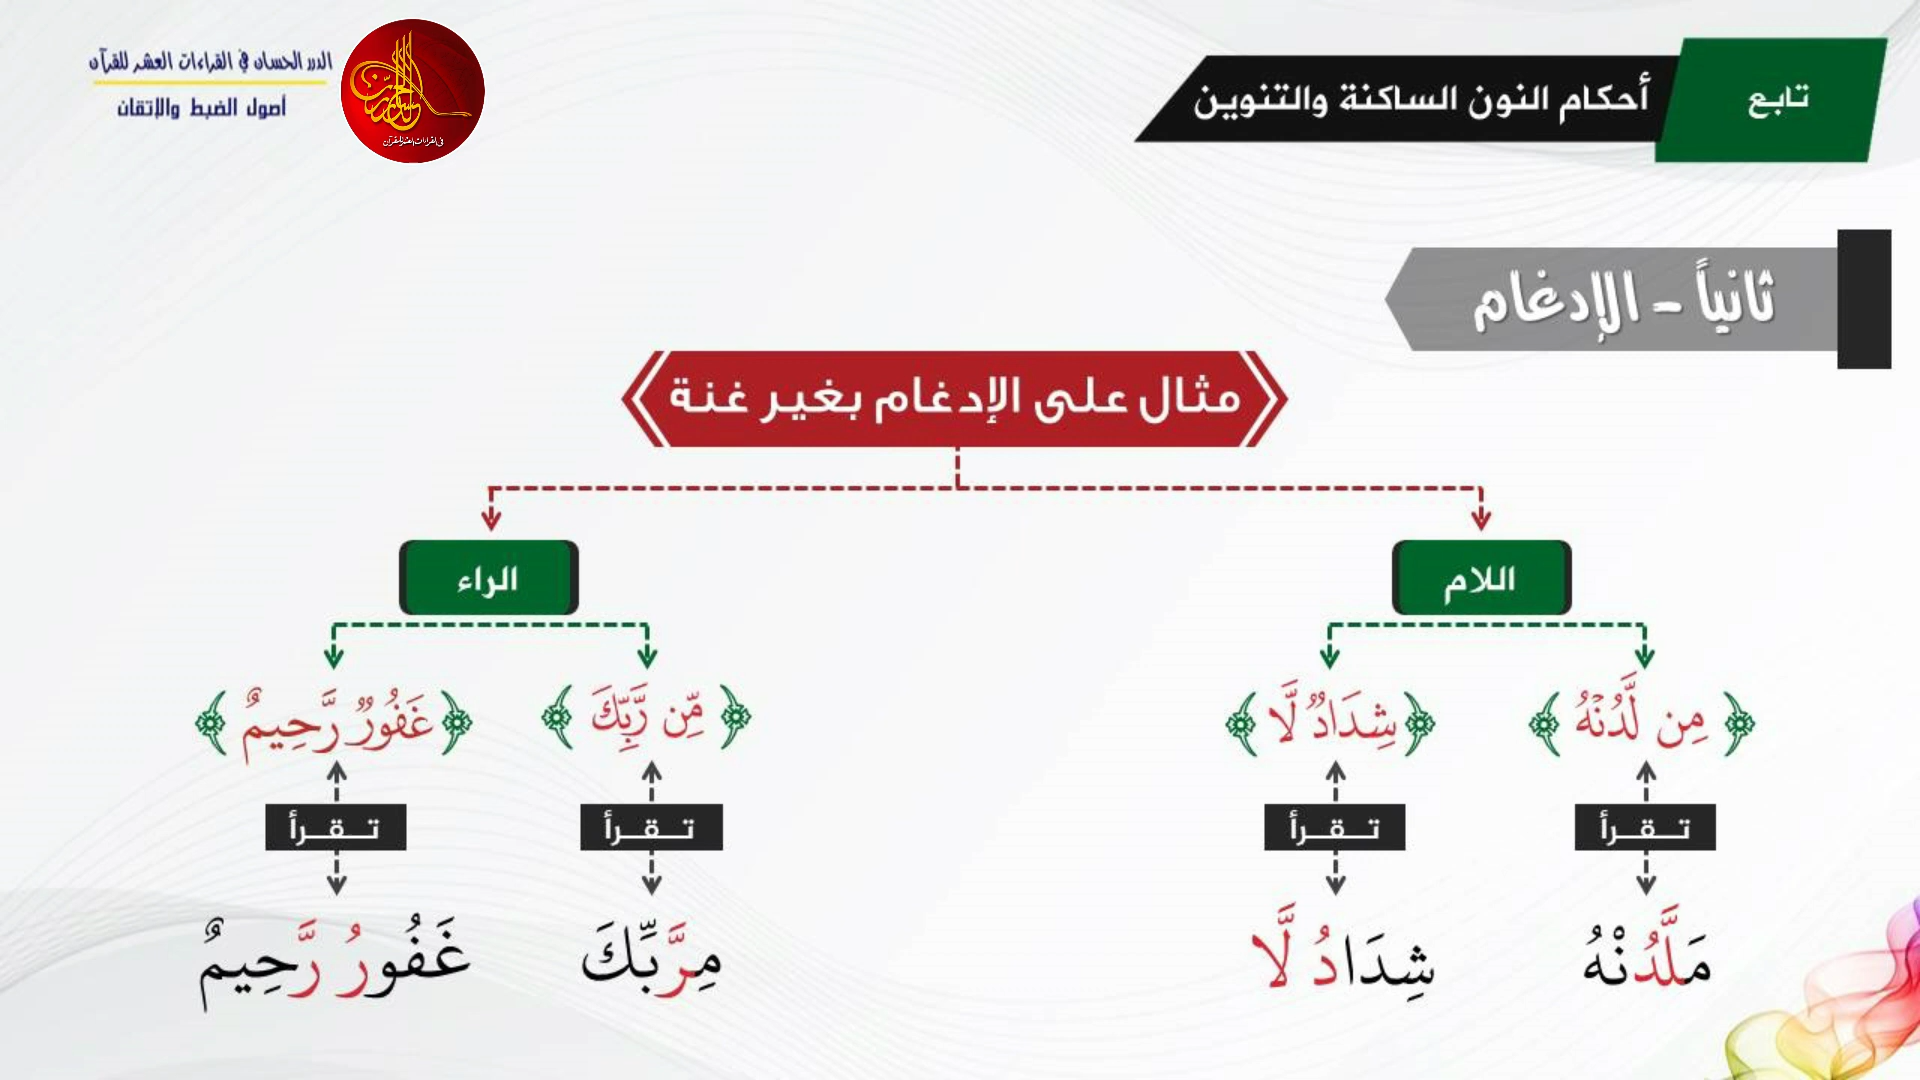 تابع
أحكام النون الساكنة والتنوين
الدرر الحسان في القراءات العشر للقرآن
أصول الضبط والإتقان
ثانياً - الإدغام
مثال على الإدغام بغير غنة
اللام
الراء
﴿مِن لَّدُنْهُ﴾
﴿شِدَادٌ لَّا﴾
﴿مِّن رَّبِّكَ﴾
﴿غَفُورٌ رَّحِيمٌ﴾
تـقـرأ
تـقـرأ
تـقـرأ
تـقـرأ
مَلَّدُنْهُ
شِدَادُ لَّا
مِرَّبِّكَ
غَفُورُ رَّحِيمٌ